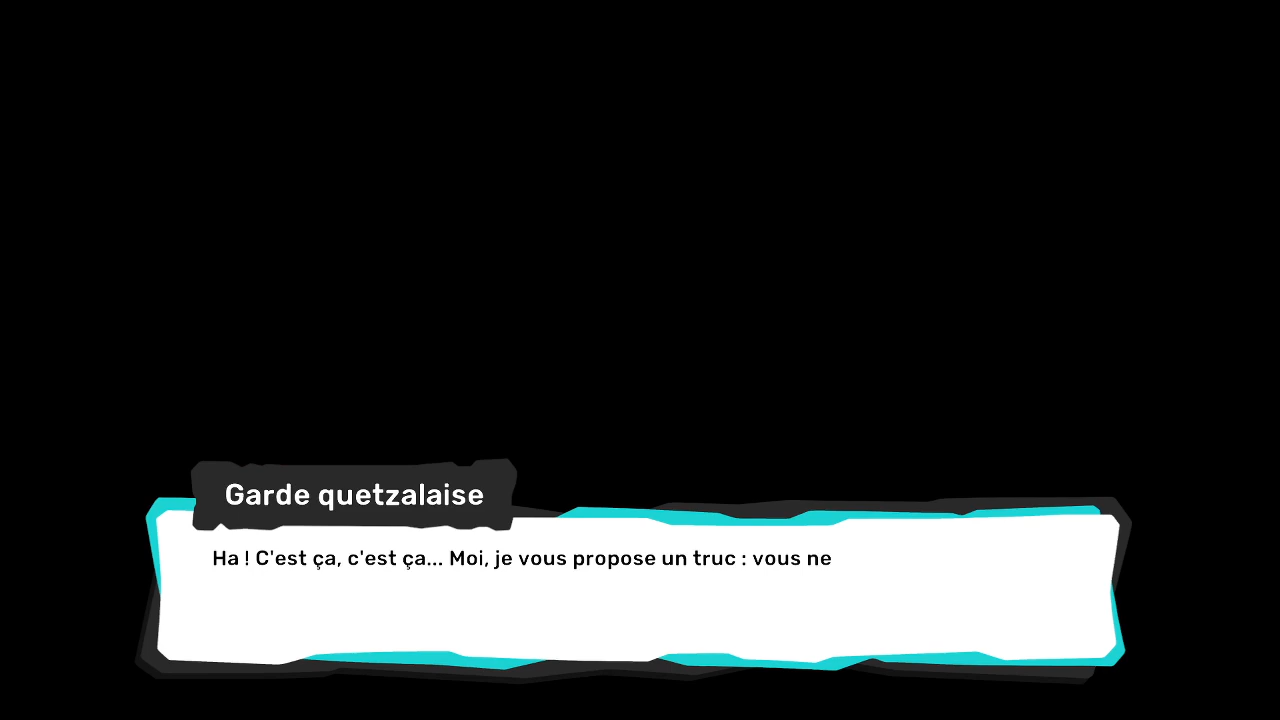 Garde quetzalaise
Ha ! C'est ça, c'est ça... Moi, je vous propose un truc : vous ne